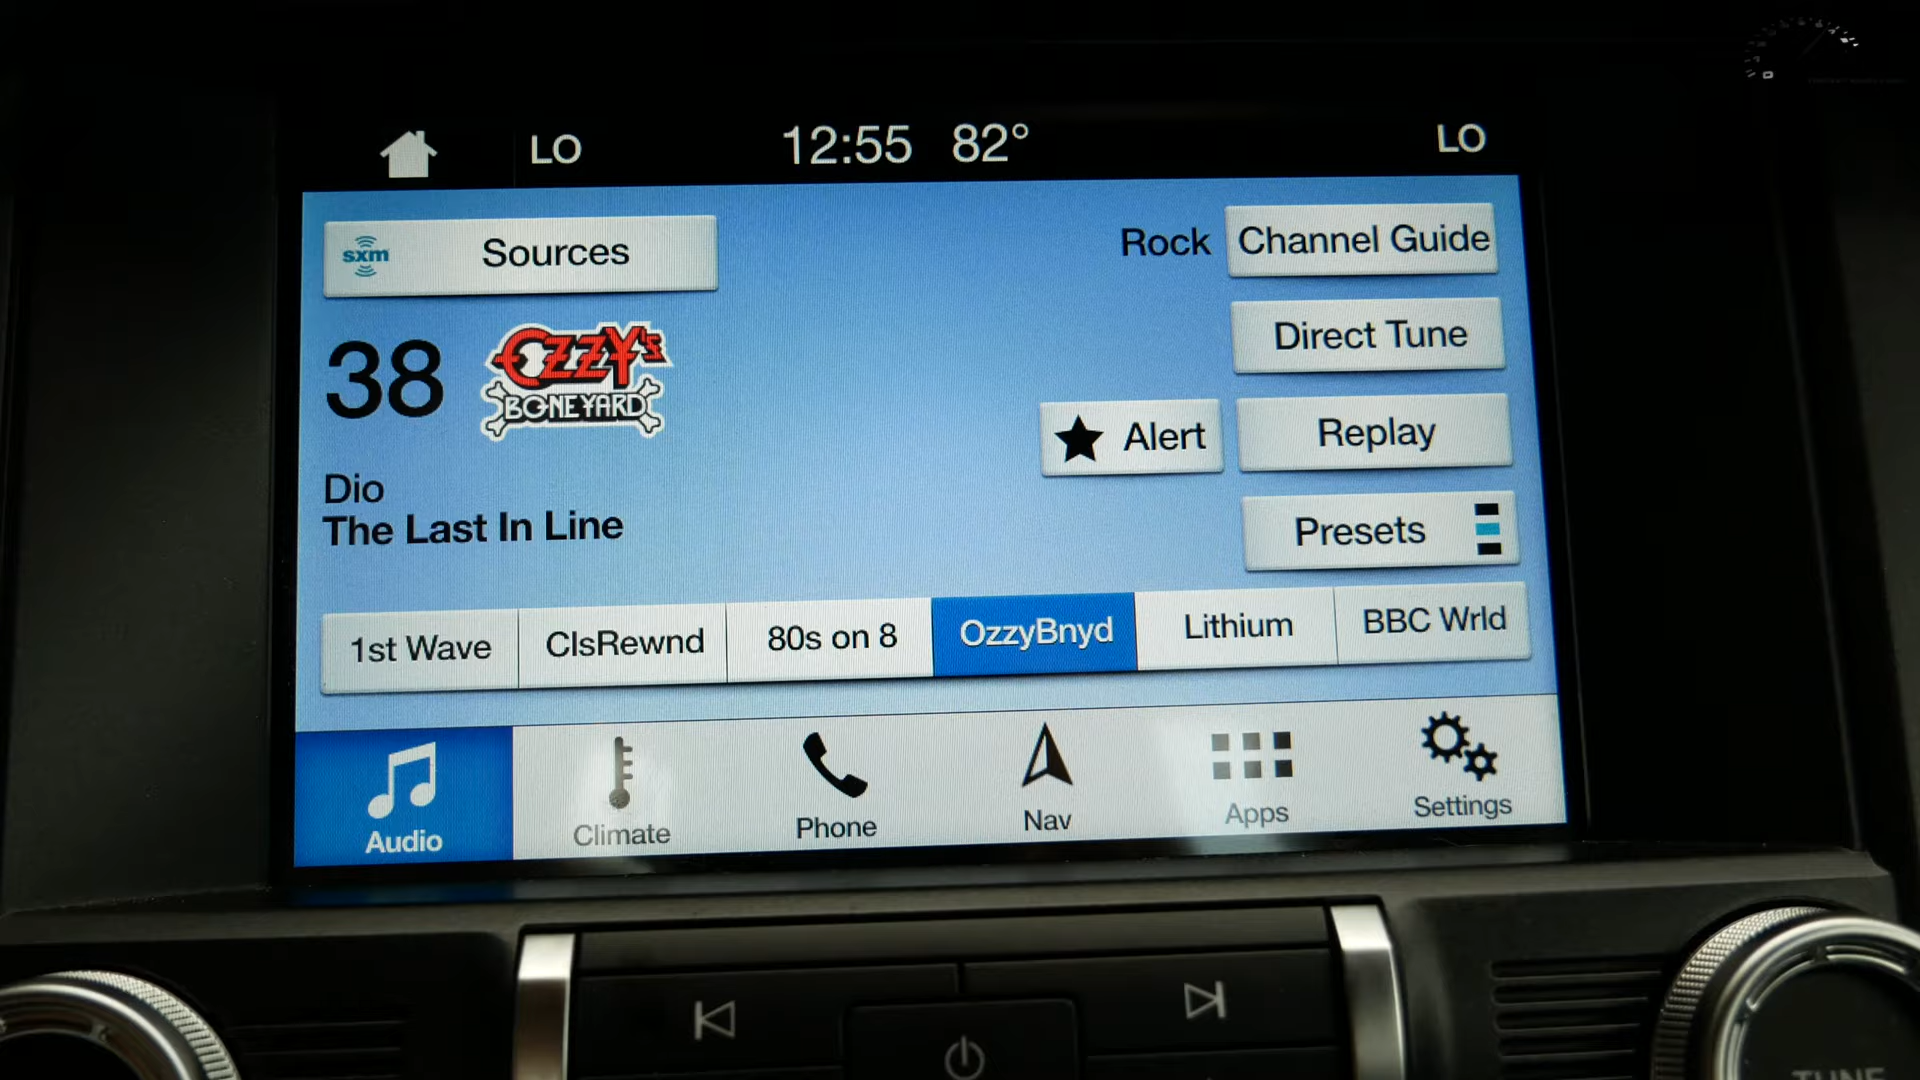 LO 12:55 82° LO
sxm Sources
Rock Channel Guide
Direct Tune
38 OZZY'S
BONEYARD
★ Alert Replay
Dio
The Last In Line
Presets
1st Wave ClsRewnd 80s on 8 OzzyBnyd Lithium BBC Wrld
Audio Climate Phone Nav Apps Settings
TUNE